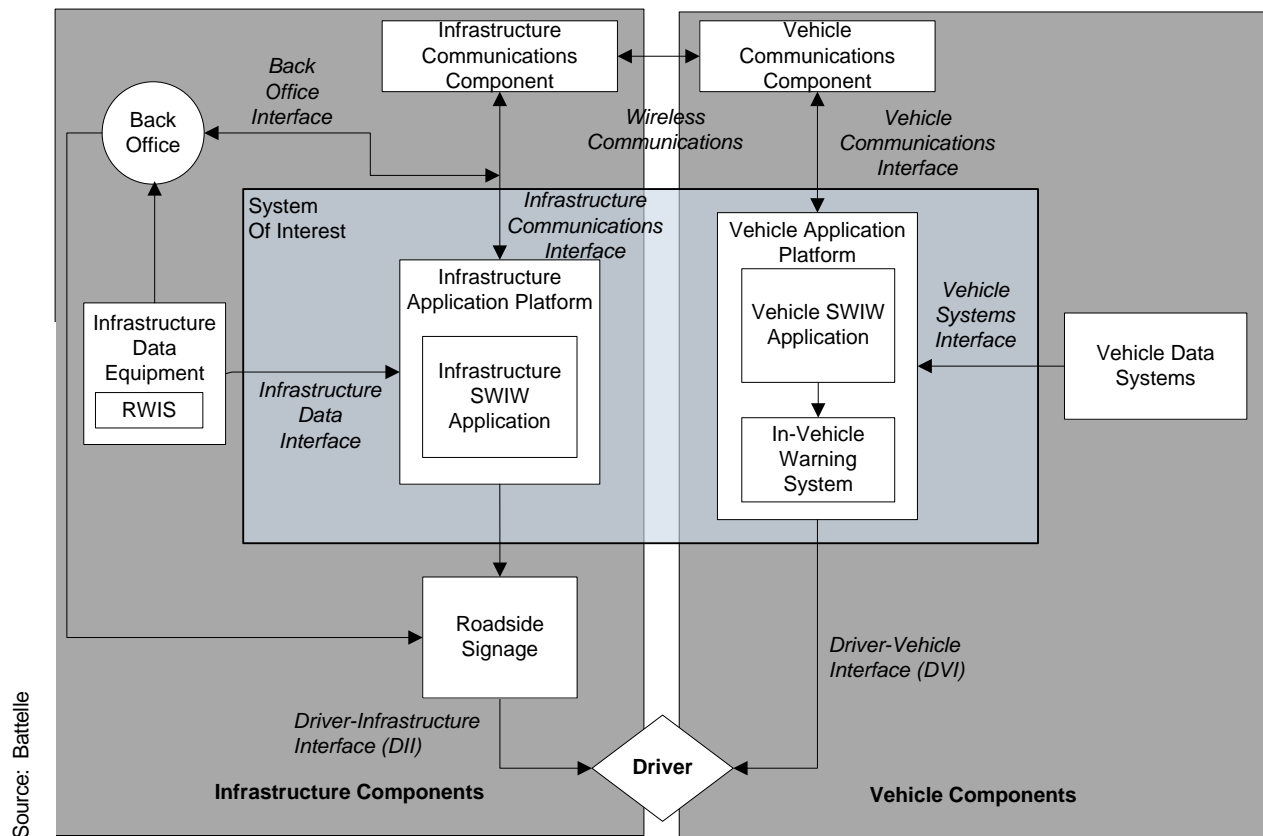 Infrastructure
Communications
Component
Vehicle
Communications
Component
Back
Office
Interface
Back
Office
Wireless
Communications
Vehicle
Communications
Interface
System
Of Interest
Infrastructure
Communications
Interface
Vehicle Application
Platform
Infrastructure
Application Platform
Vehicle SWIW
Application
Vehicle
Systems
Interface
Infrastructure
Data
Equipment
RWIS
Infrastructure
Data
Interface
Infrastructure
SWIW
Application
Vehicle Data
Systems
In-Vehicle
Warning
System
Roadside
Signage
Driver-Vehicle
Interface (DVI)
Driver-Infrastructure
Interface (DII)
Driver
Infrastructure Components
Vehicle Components
Source: Battelle